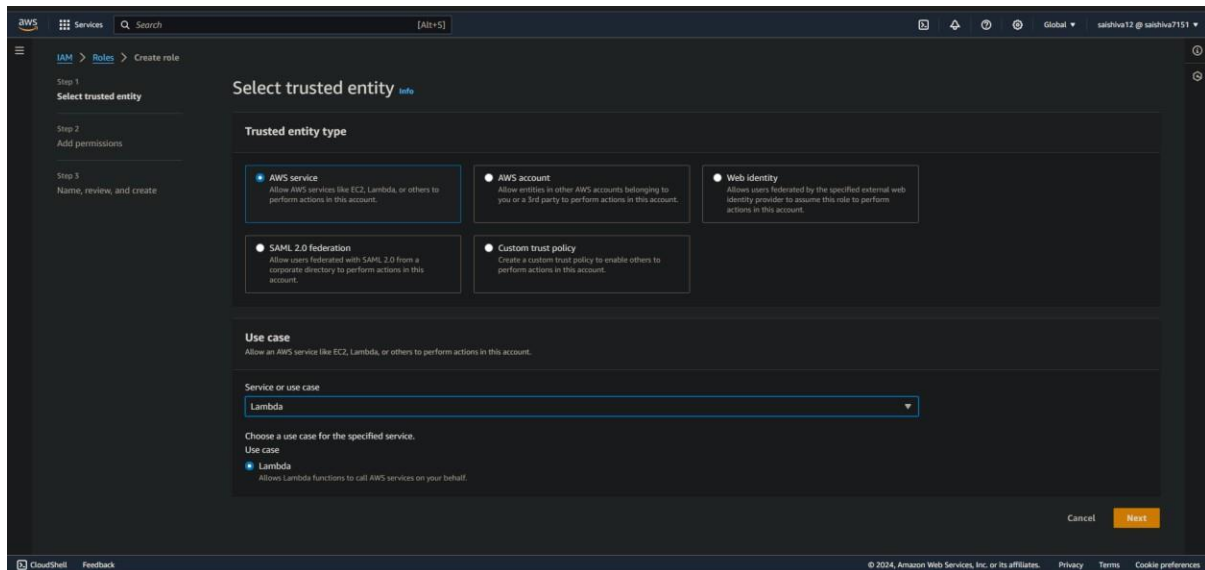 aws Services Search [Alt+S] Global saishiva12 @ saishiva7151
IAM > Roles > Create role
Step 1
Select trusted entity
Step 2
Add permissions
Step 3
Name, review, and create
Select trusted entity Info
Trusted entity type
AWS service
Allow AWS services like EC2, Lambda, or others to
perform actions in this account.
AWS account
Allow entities in other AWS accounts belonging to
you or a 3rd party to perform actions in this account.
Web identity
Allows users federated by the specified external web
identity provider to assume this role to perform
actions in this account.
SAML 2.0 federation
Allow users federated with SAML 2.0 from a
corporate directory to perform actions in this
account.
Custom trust policy
Create a custom trust policy to enable others to
perform actions in this account.
Use case
Allow an AWS service like EC2, Lambda, or others to perform actions in this account.
Service or use case
Lambda
Choose a use case for the specified service.
Use case
Lambda
Allows Lambda functions to call AWS services on your behalf.
Cancel Next
CloudShell Feedback © 2024, Amazon Web Services, Inc. or its affiliates. Privacy Terms Cookie preferences